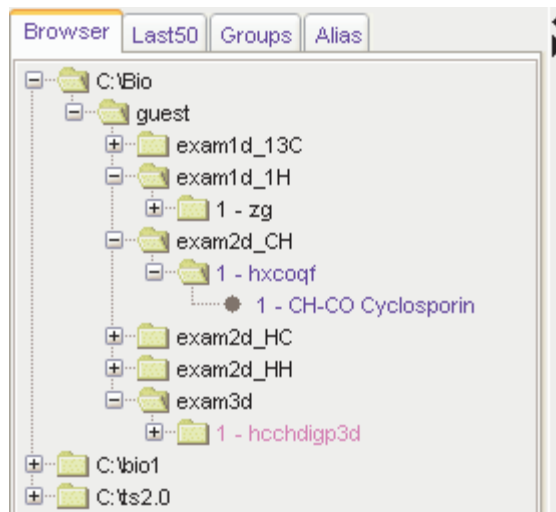 Browser Last50 Groups Alias
C:\Bio
guest
exam1d_13C
exam1d_1H
1 - zg
exam2d_CH
1 - hxcoqf
1 - CH-CO Cyclosporin
exam2d_HC
exam2d_HH
exam3d
1 - hcchdigp3d
C:\bio1
C:\ts2.0